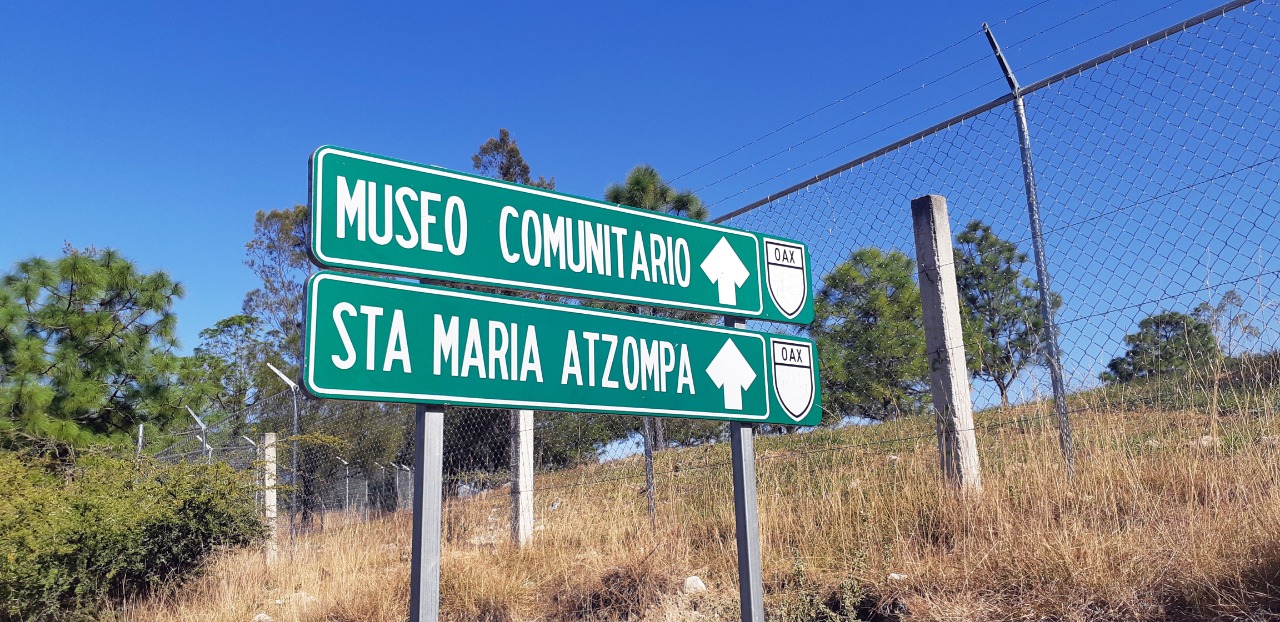 MUSEO COMUNITARIO
OAX
STA MARIA ATZOMPA
OAX